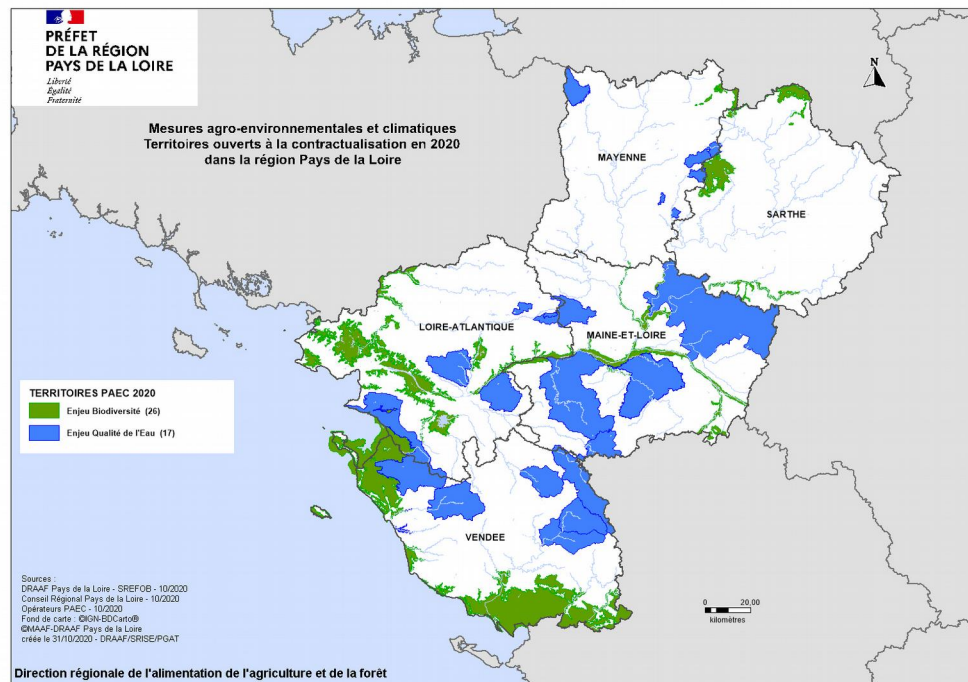 PRÉFET
DE LA RÉGION
PAYS DE LA LOIRE
Liberté
Égalité
Fraternité
Mesures agro-environnementales et climatiques
Territoires ouverts à la contractualisation en 2020
dans la région Pays de la Loire
N
MAYENNE
SARTHE
LOIRE-ATLANTIQUE
MAINE-ET-LOIRE
VENDEE
TERRITOIRES PAEC 2020
Enjeu Biodiversité (26)
Enjeu Qualité de l'Eau (17)
Sources :
DRAAF Pays de la Loire - SREFOB - 10/2020
Conseil Régional Pays de la Loire - 10/2020
Opérateurs PAEC - 10/2020
Fond de carte : ©IGN-BDCarto®
©MAAF-DRAAF Pays de la Loire
créée le 31/10/2020 - DRAAF/SRISE/PGAT
0 20,00
kilomètres
Direction régionale de l'alimentation de l'agriculture et de la forêt